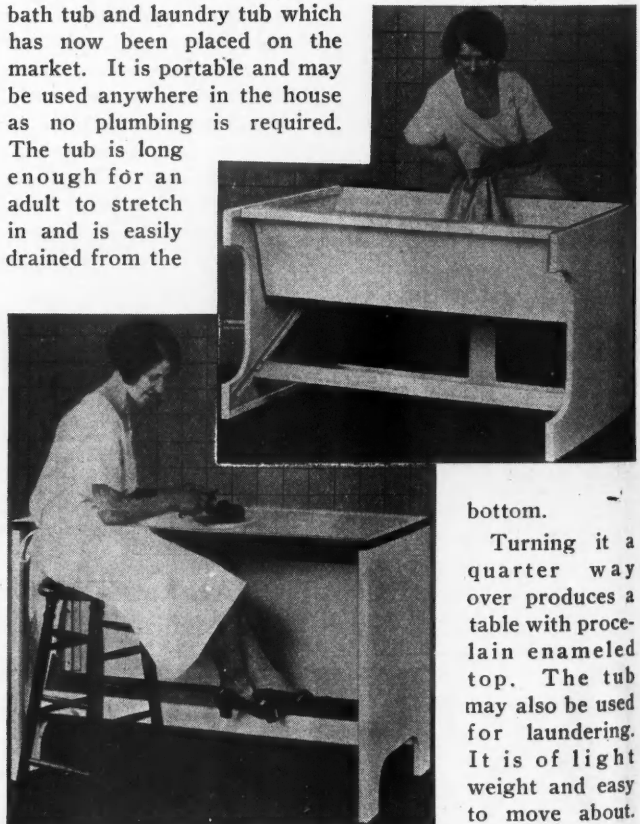 bath tub and laundry tub which
has now been placed on the
market. It is portable and may
be used anywhere in the house
as no plumbing is required.
The tub is long
enough for an
adult to stretch
in and is easily
drained from the
bottom.
Turning it a
quarter way
over produces a
table with proce-
lain enameled
top. The tub
may also be used
for laundering.
It is of light
weight and easy
to move about.